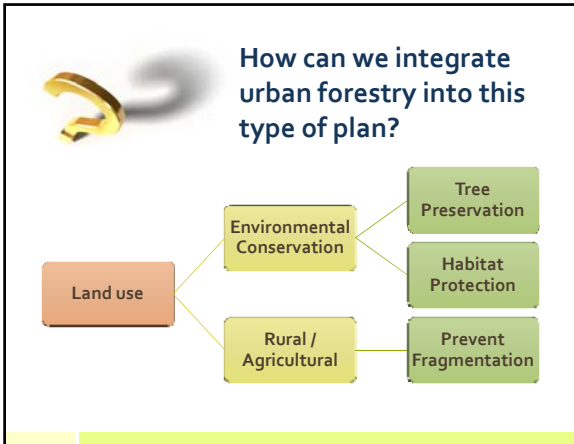 How can we integrate
urban forestry into this
type of plan?
Tree
Preservation
Environmental
Conservation
Habitat
Protection
Land use
Rural /
Agricultural
Prevent
Fragmentation